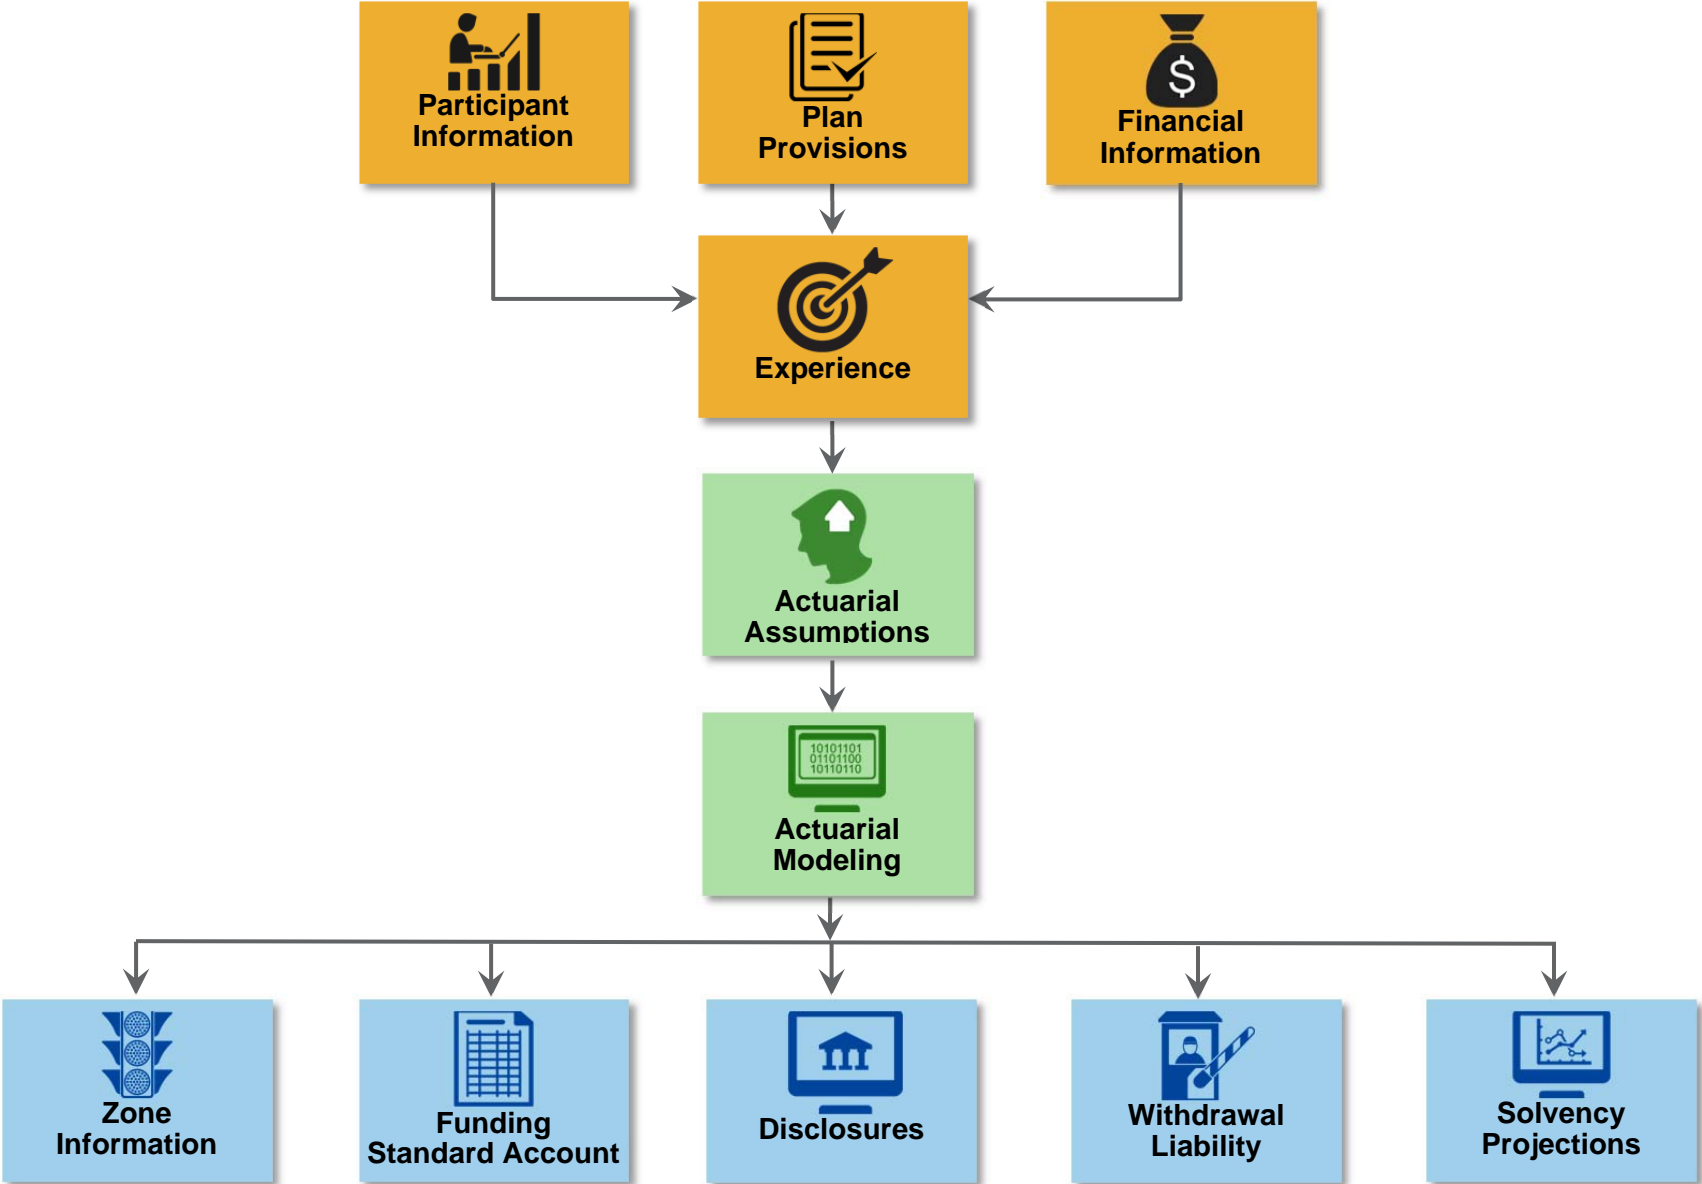 Participant
Information
Plan
Provisions
$
Financial
Information
Experience
Actuarial
Assumptions
10101101
01101100
10110110
Actuarial
Modeling
Zone
Information
Funding
Standard Account
Disclosures
Withdrawal
Liability
Solvency
Projections